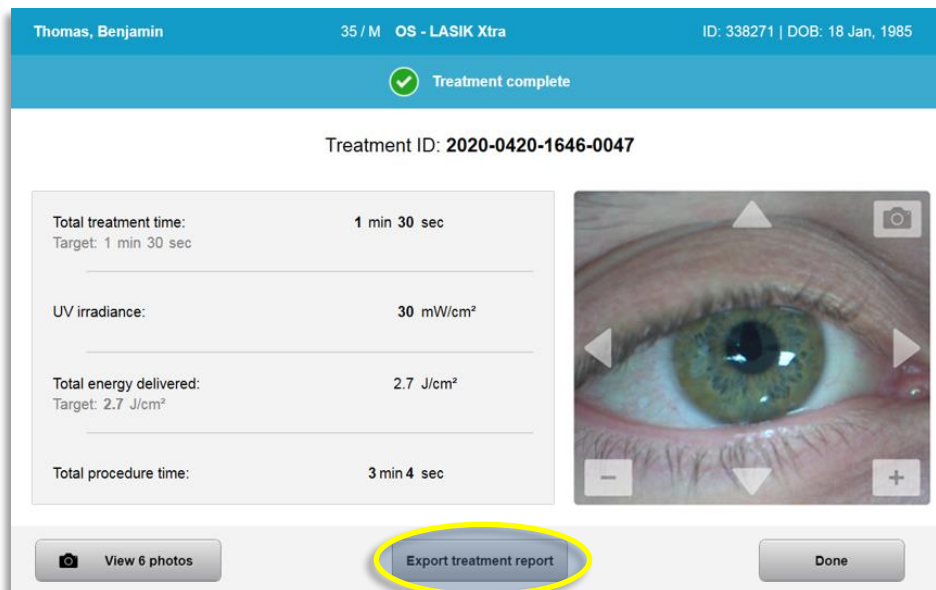 Thomas, Benjamin 35 / M OS - LASIK Xtra ID: 338271 | DOB: 18 Jan, 1985
Treatment complete
Treatment ID: 2020-0420-1646-0047
Total treatment time: 1 min 30 sec
Target: 1 min 30 sec
UV irradiance: 30 mW/cm²
Total energy delivered: 2.7 J/cm²
Target: 2.7 J/cm²
Total procedure time: 3 min 4 sec
View 6 photos Export treatment report Done